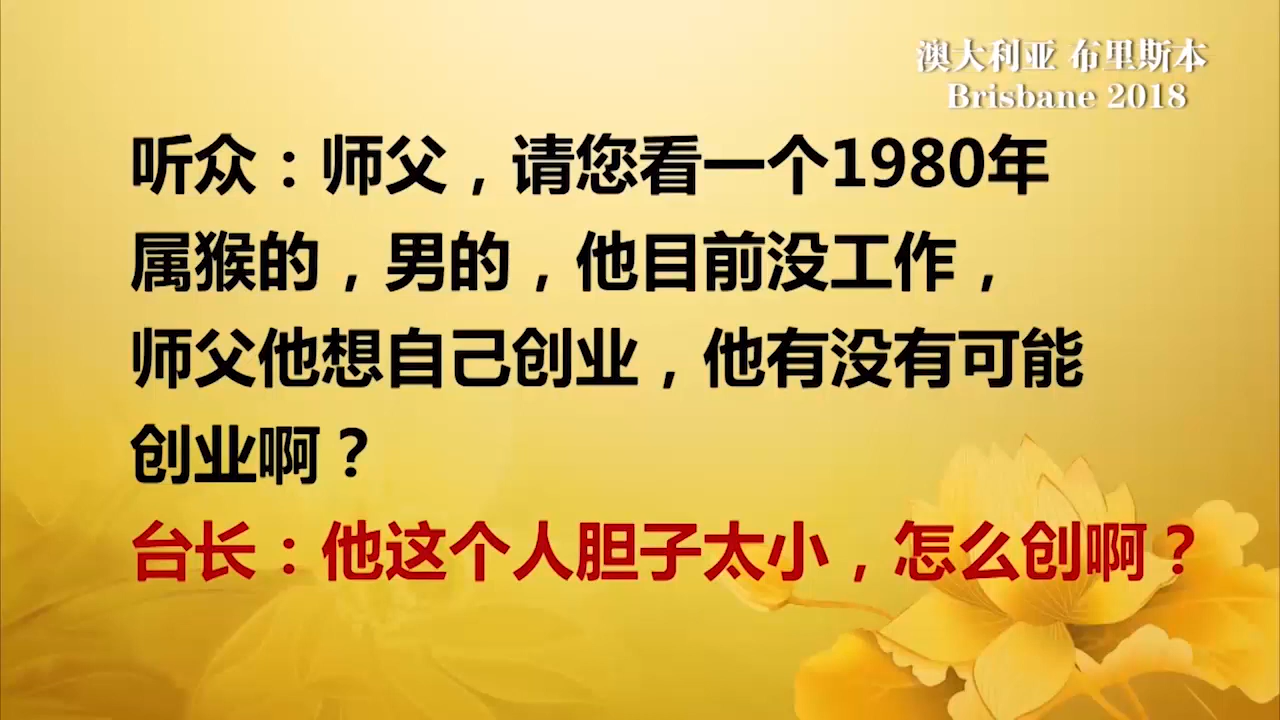 澳大利亚 布里斯本
Brisbane 2018
听众：师父，请您看一个1980年
属猴的，男的，他目前没工作，
师父他想自己创业，他有没有可能
创业啊？
台长：他这个人胆子太小，怎么创啊？